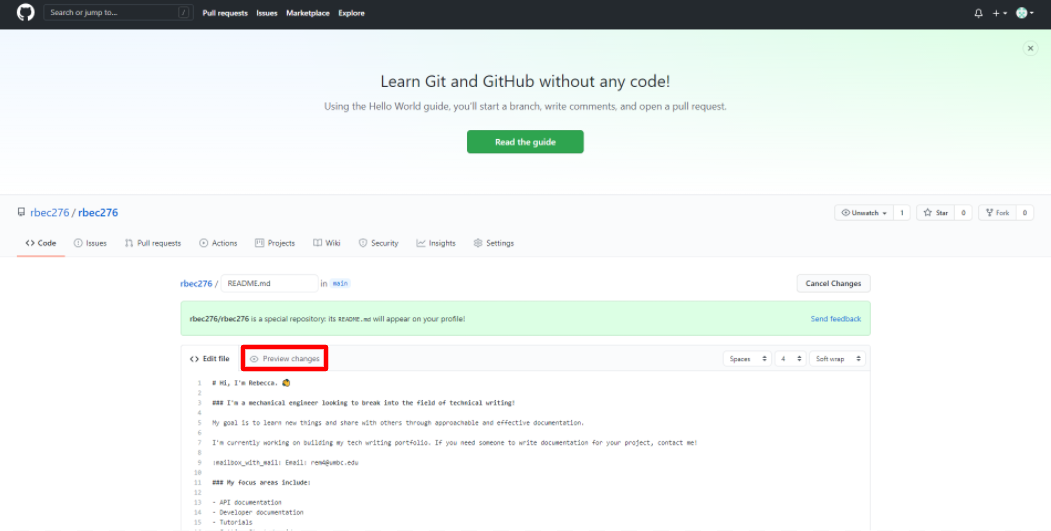 Search or jump to... /
Pull requests Issues Marketplace Explore
Learn Git and GitHub without any code!
Using the Hello World guide, you'll start a branch, write comments, and open a pull request.
Read the guide
rbec276 / rbec276
Unwatch 1 Star 0 Fork 0
<> Code Issues Pull requests Actions Projects Wiki Security Insights Settings
rbec276 / README.md in main Cancel Changes
rbec276/rbec276 is a special repository: its README.md will appear on your profile! Send feedback
<> Edit file Preview changes Spaces 4 Soft wrap
1 # Hi, I'm Rebecca.
2
3 ### I'm a mechanical engineer looking to break into the field of technical writing!
4
5 My goal is to learn new things and share with others through approachable and effective documentation.
6
7 I'm currently working on building my tech writing portfolio. If you need someone to write documentation for your project, contact me!
8
9 :mailbox_with_mail: Email: rem4@umbc.edu
10
11 ### My focus areas include:
12
13 - API documentation
14 - Developer documentation
15 - Tutorials